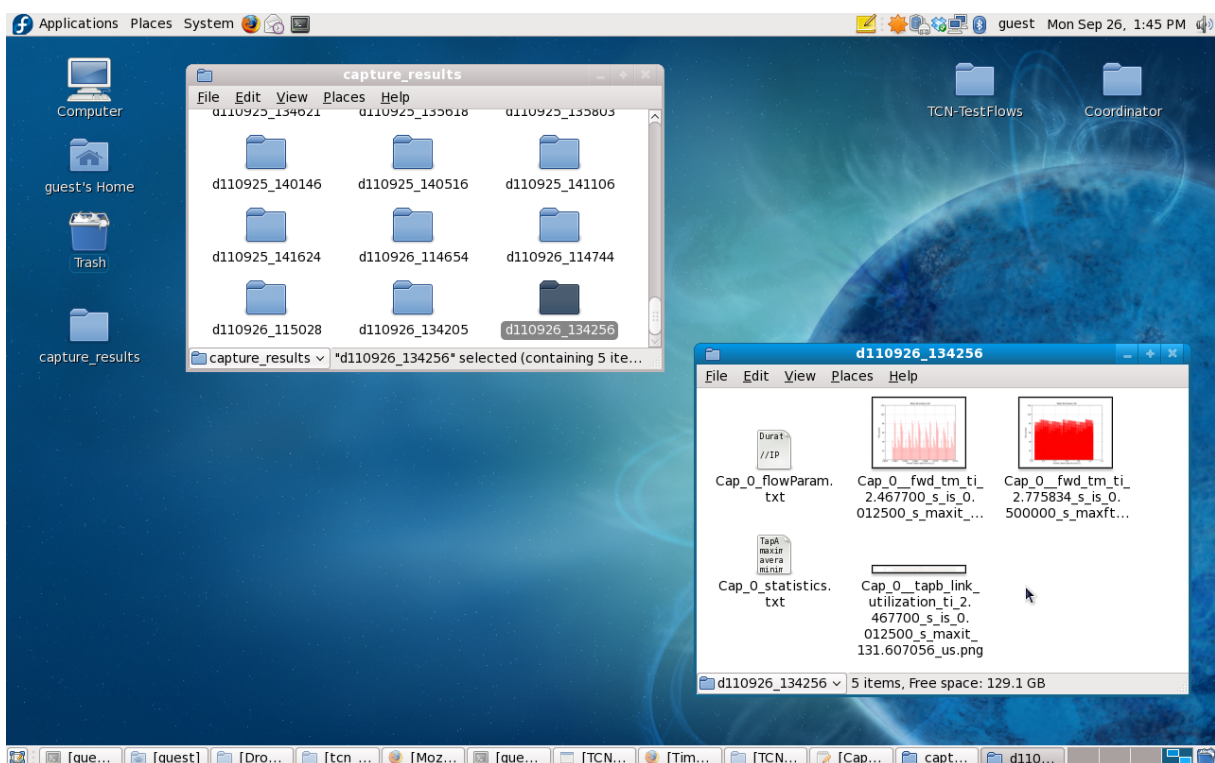 Applications Places System guest Mon Sep 26, 1:45 PM
Computer
guest's Home
Trash
capture_results
TCN-TestFlows
Coordinator
capture_results
File Edit View Places Help
d110925_134621 d110925_135618 d110925_135803
d110925_140146 d110925_140516 d110925_141106
d110925_141624 d110926_114654 d110926_114744
d110926_115028 d110926_134205 d110926_134256
capture_results "d110926_134256" selected (containing 5 ite...
d110926_134256
File Edit View Places Help
Durat
//IP
Cap_0_flowParam.
txt
Cap_0__fwd_tm_ti_
2.467700_s_is_0.
012500_s_maxit_...
Cap_0__fwd_tm_ti_
2.775834_s_is_0.
500000_s_maxft...
TapA
maxim
avera
minim
Cap_0_statistics.
txt
Cap_0__tapb_link_
utilization_ti_2.
467700_s_is_0.
012500_s_maxit_
131.607056_us.png
d110926_134256 5 items, Free space: 129.1 GB
[gue... [guest] [Dro... [tcn ... [Moz... [gue... [TCN... [Tim... [TCN... [Cap... capt... d110...